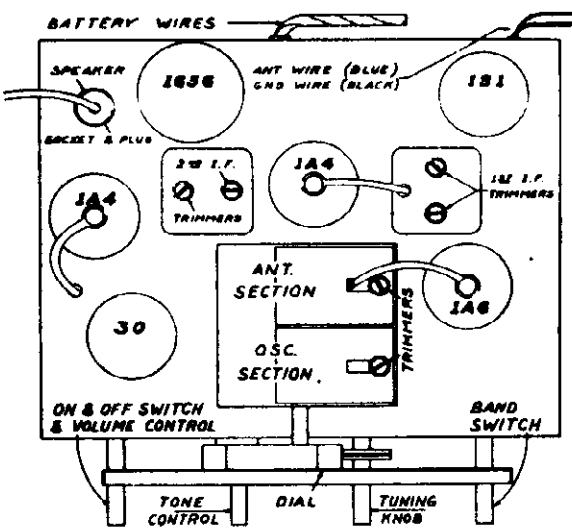 BATTERY WIRES
SPEAKER
SOCKET & PLUG
1G5G
ANT WIRE (BLUE)
GND WIRE (BLACK)
1B1
2nd I.F.
TRIMMERS
1A4
1st I.F.
TRIMMERS
1A4
ANT.
SECTION
TRIMMERS
1A6
30
OSC.
SECTION
ON & OFF SWITCH
& VOLUME CONTROL
BAND
SWITCH
TONE
CONTROL
DIAL
TUNING
KNOB